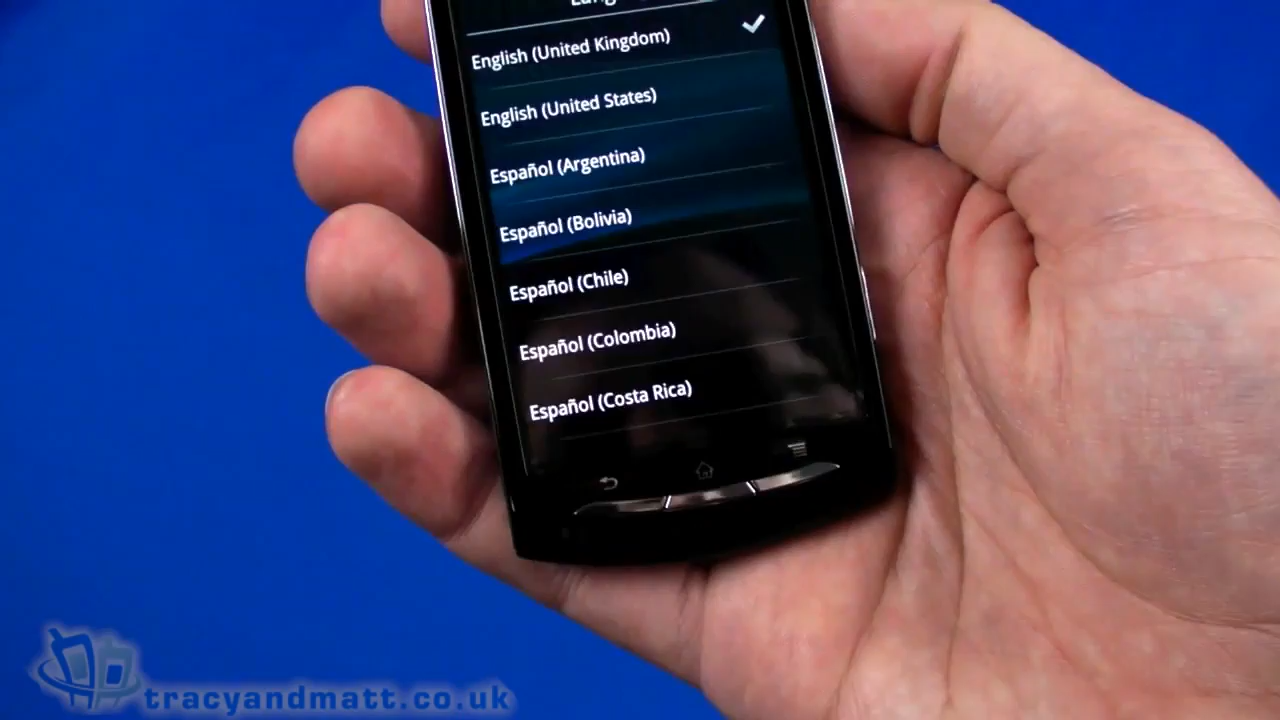 English (United Kingdom)
English (United States)
Español (Argentina)
Español (Bolivia)
Español (Chile)
Español (Colombia)
Español (Costa Rica)
tracyandmatt.co.uk